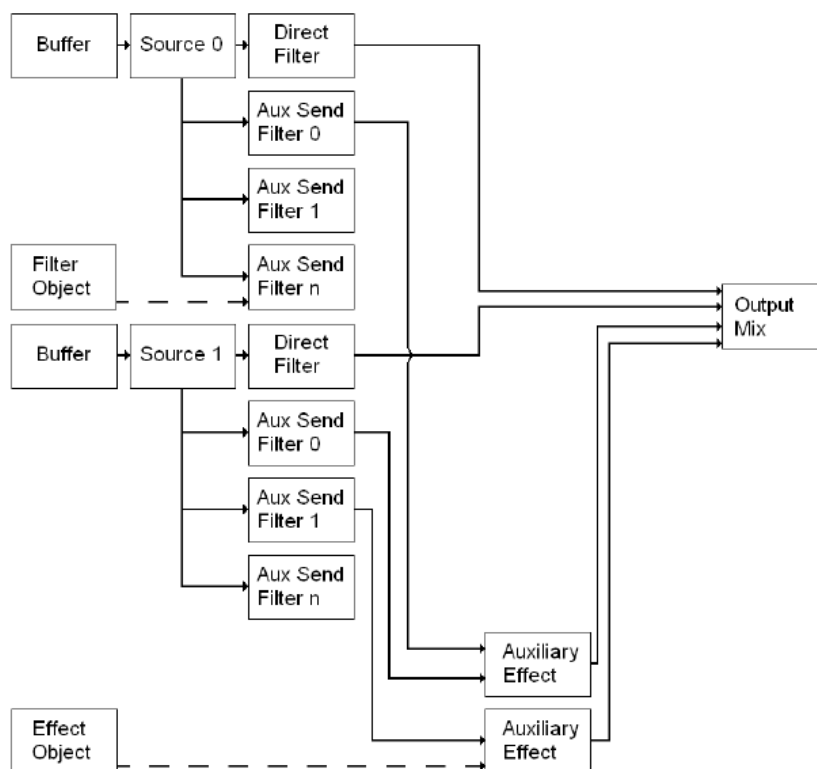 Buffer
Source 0
Direct
Filter
Aux Send
Filter 0
Aux Send
Filter 1
Filter
Object
Aux Send
Filter n
Output
Mix
Buffer
Source 1
Direct
Filter
Aux Send
Filter 0
Aux Send
Filter 1
Aux Send
Filter n
Auxiliary
Effect
Effect
Object
Auxiliary
Effect